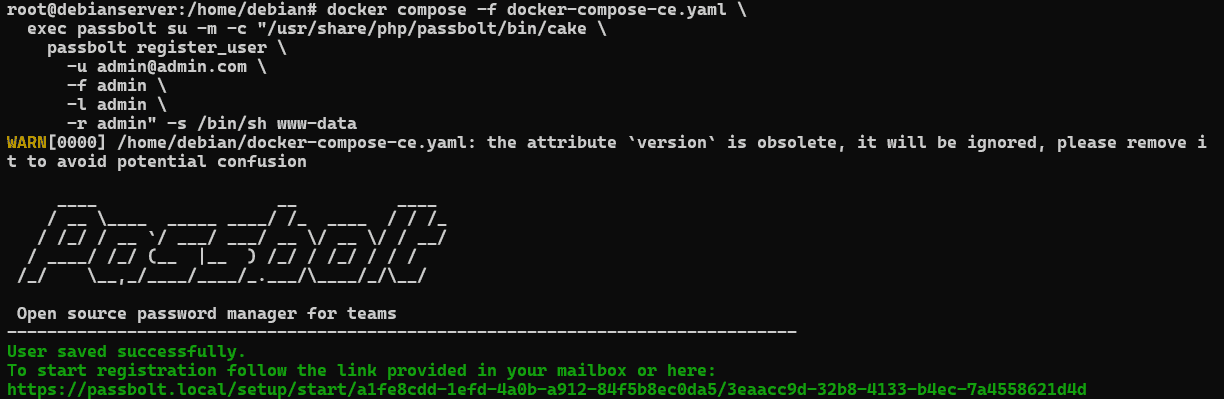 root@debianserver:/home/debian# docker compose -f docker-compose-ce.yaml \
  exec passbolt su -m -c "/usr/share/php/passbolt/bin/cake \
    passbolt register_user \
      -u admin@admin.com \
      -f admin \
      -l admin \
      -r admin" -s /bin/sh www-data
WARN[0000] /home/debian/docker-compose-ce.yaml: the attribute `version` is obsolete, it will be ignored, please remove i
t to avoid potential confusion
     ____                  __          ____
    / __ \____  _____ ____/ /_  ____  / / /_
   / /_/ / __ `/ ___/ ___/ __ \/ __ \/ / __/
  / ____/ /_/ (__  |__  ) /_/ / /_/ / / /
 /_/    \__,_/____/____/_.___/\____/_/\__/
 Open source password manager for teams
-------------------------------------------------------------------------------
User saved successfully.
To start registration follow the link provided in your mailbox or here:
https://passbolt.local/setup/start/a1fe8cdd-1efd-4a0b-a912-84f5b8ec0da5/3eaacc9d-32b8-4133-b4ec-7a4558621d4d